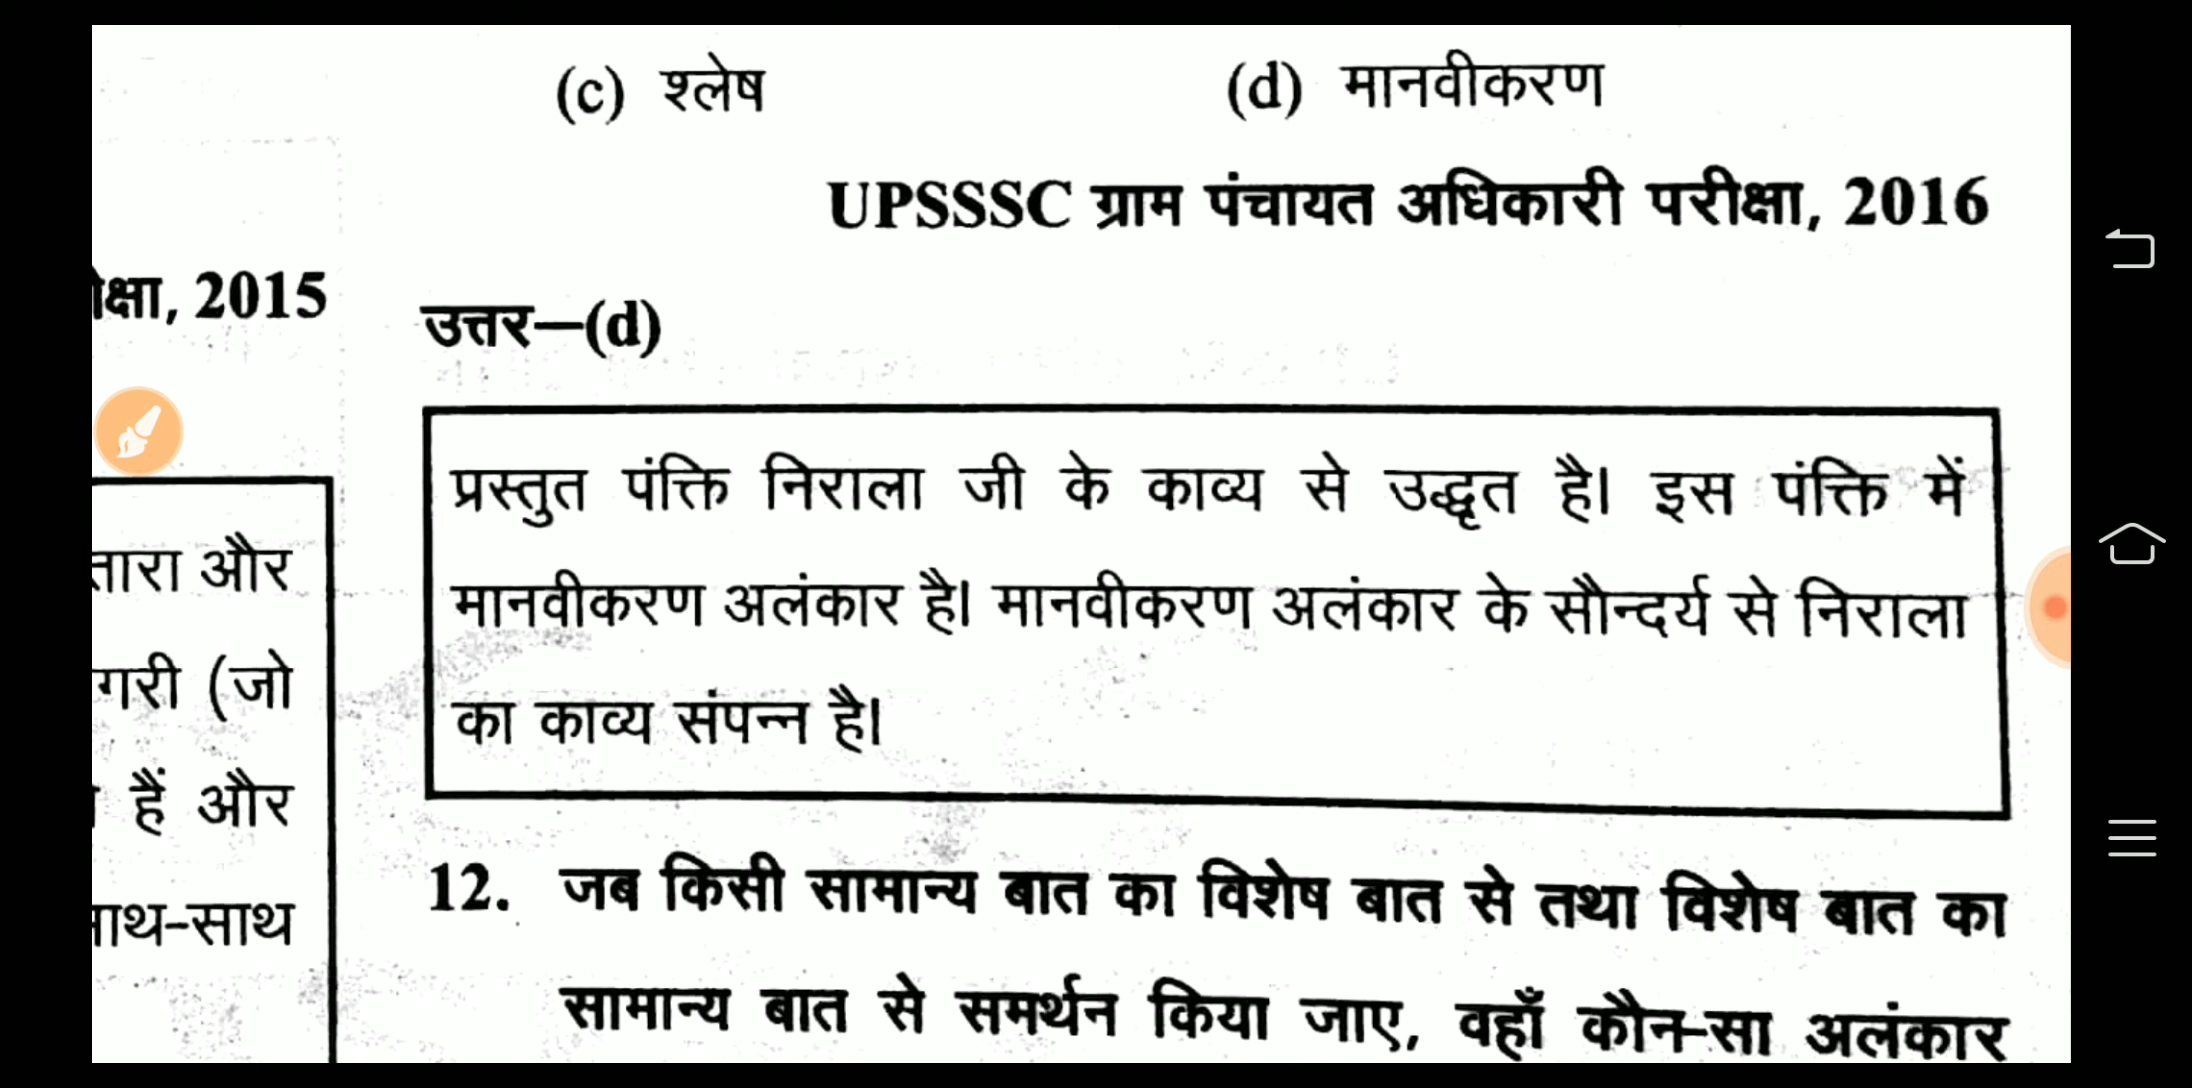 (c) श्लेष (d) मानवीकरण
UPSSSC ग्राम पंचायत अधिकारी परीक्षा, 2016
उत्तर—(d)
प्रस्तुत पंक्ति निराला जी के काव्य से उद्धृत है। इस पंक्ति में
मानवीकरण अलंकार है। मानवीकरण अलंकार के सौन्दर्य से निराला
का काव्य संपन्न है।
12. जब किसी सामान्य बात का विशेष बात से तथा विशेष बात का
सामान्य बात से समर्थन किया जाए, वहाँ कौन-सा अलंकार
2015
और
(जो
हैं और
साथ